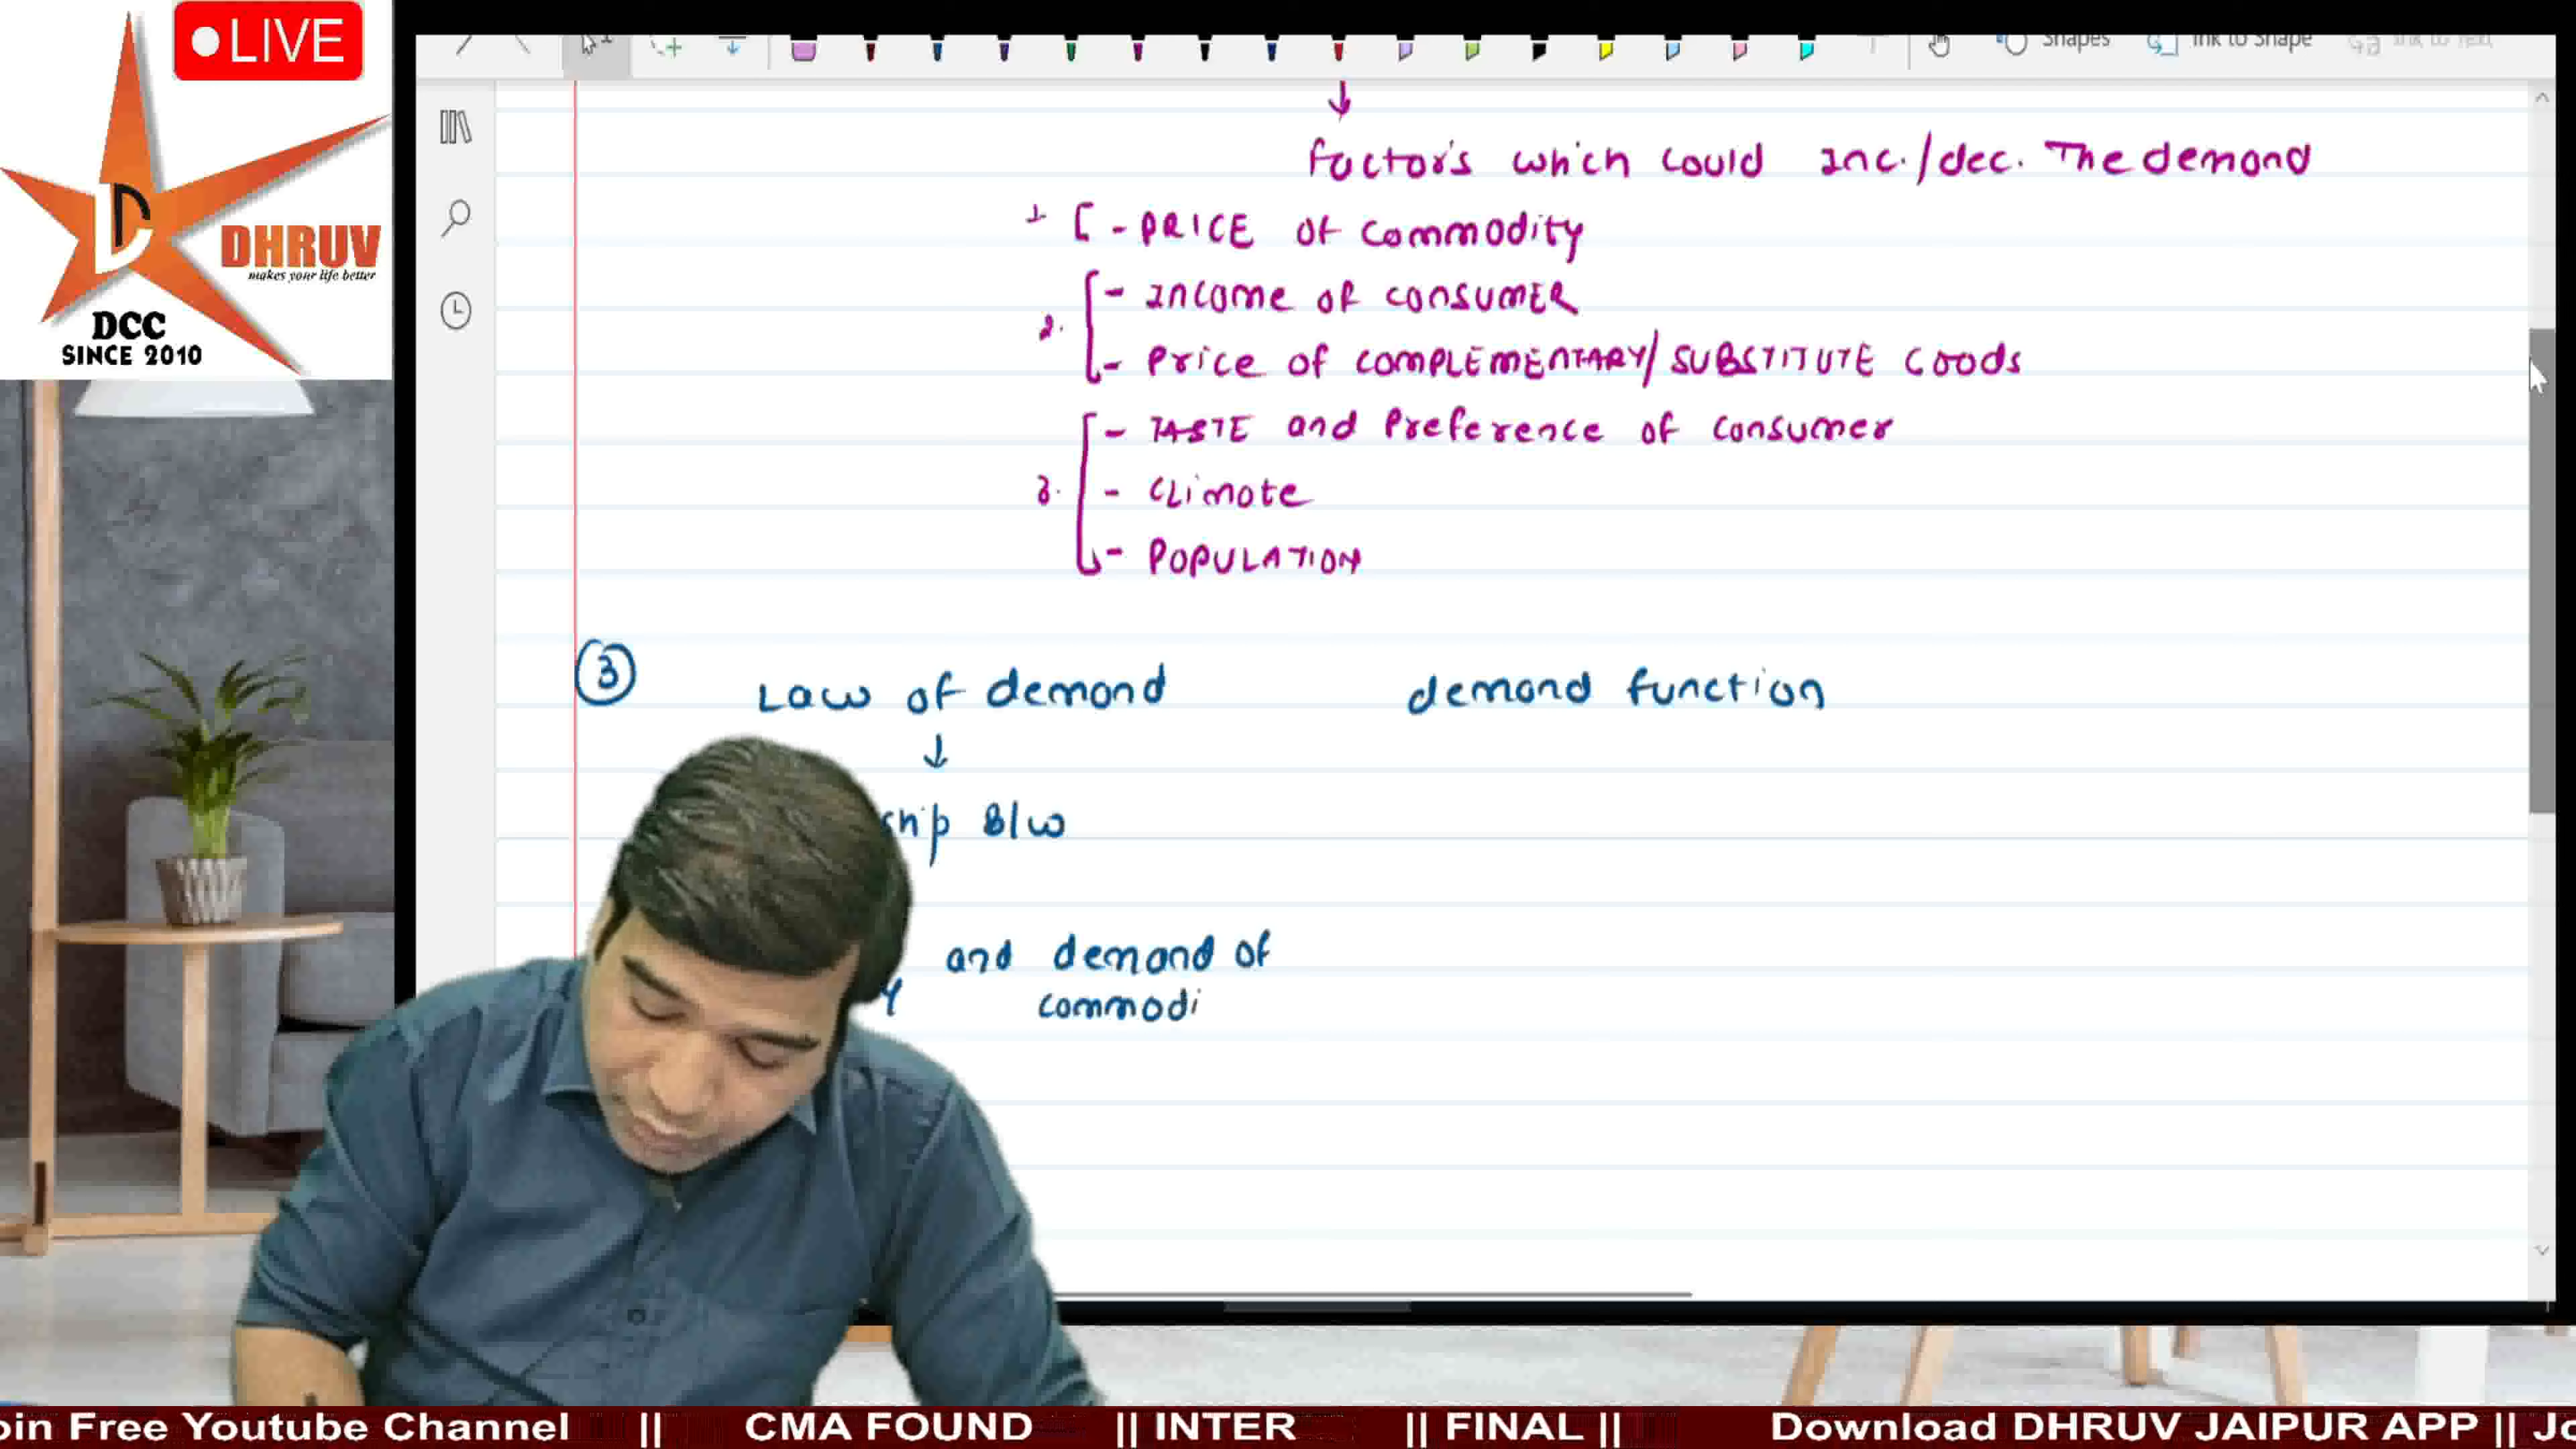 LIVE
DHRUV
makes your life better
DCC
SINCE 2010
Shapes
Ink to Shape
Ink to Text
factors which could Inc./dec. The demand
1. - PRICE of commodity
- Income of consumER
2.
- Price of COMPLEMENTARY/SUBSTITUTE Goods
- TASTE and Preference of consumer
3. - CLimate
- POPULATION
3
Law of demand
demand function
ship B/w
and demand of
commodi
oin Free Youtube Channel || CMA FOUND || INTER || FINAL || Download DHRUV JAIPUR APP || Jo